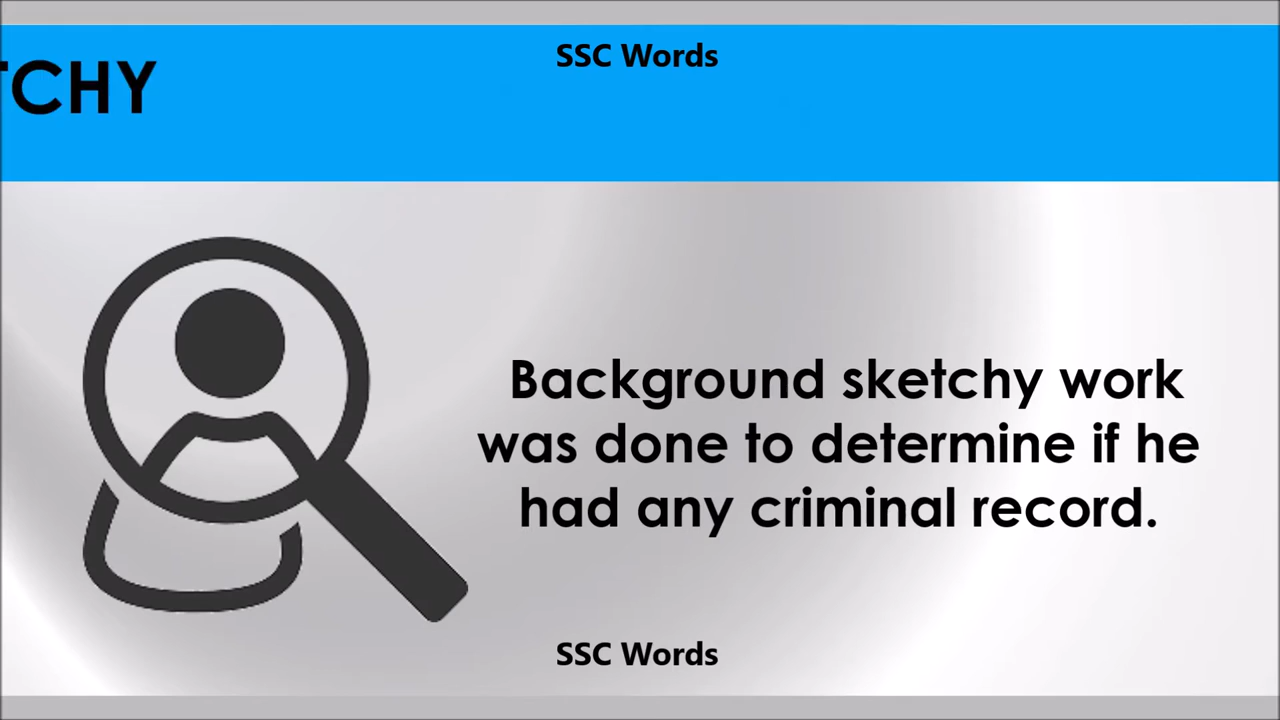 SSC Words
TCHY
Background sketchy work
was done to determine if he
had any criminal record.
SSC Words